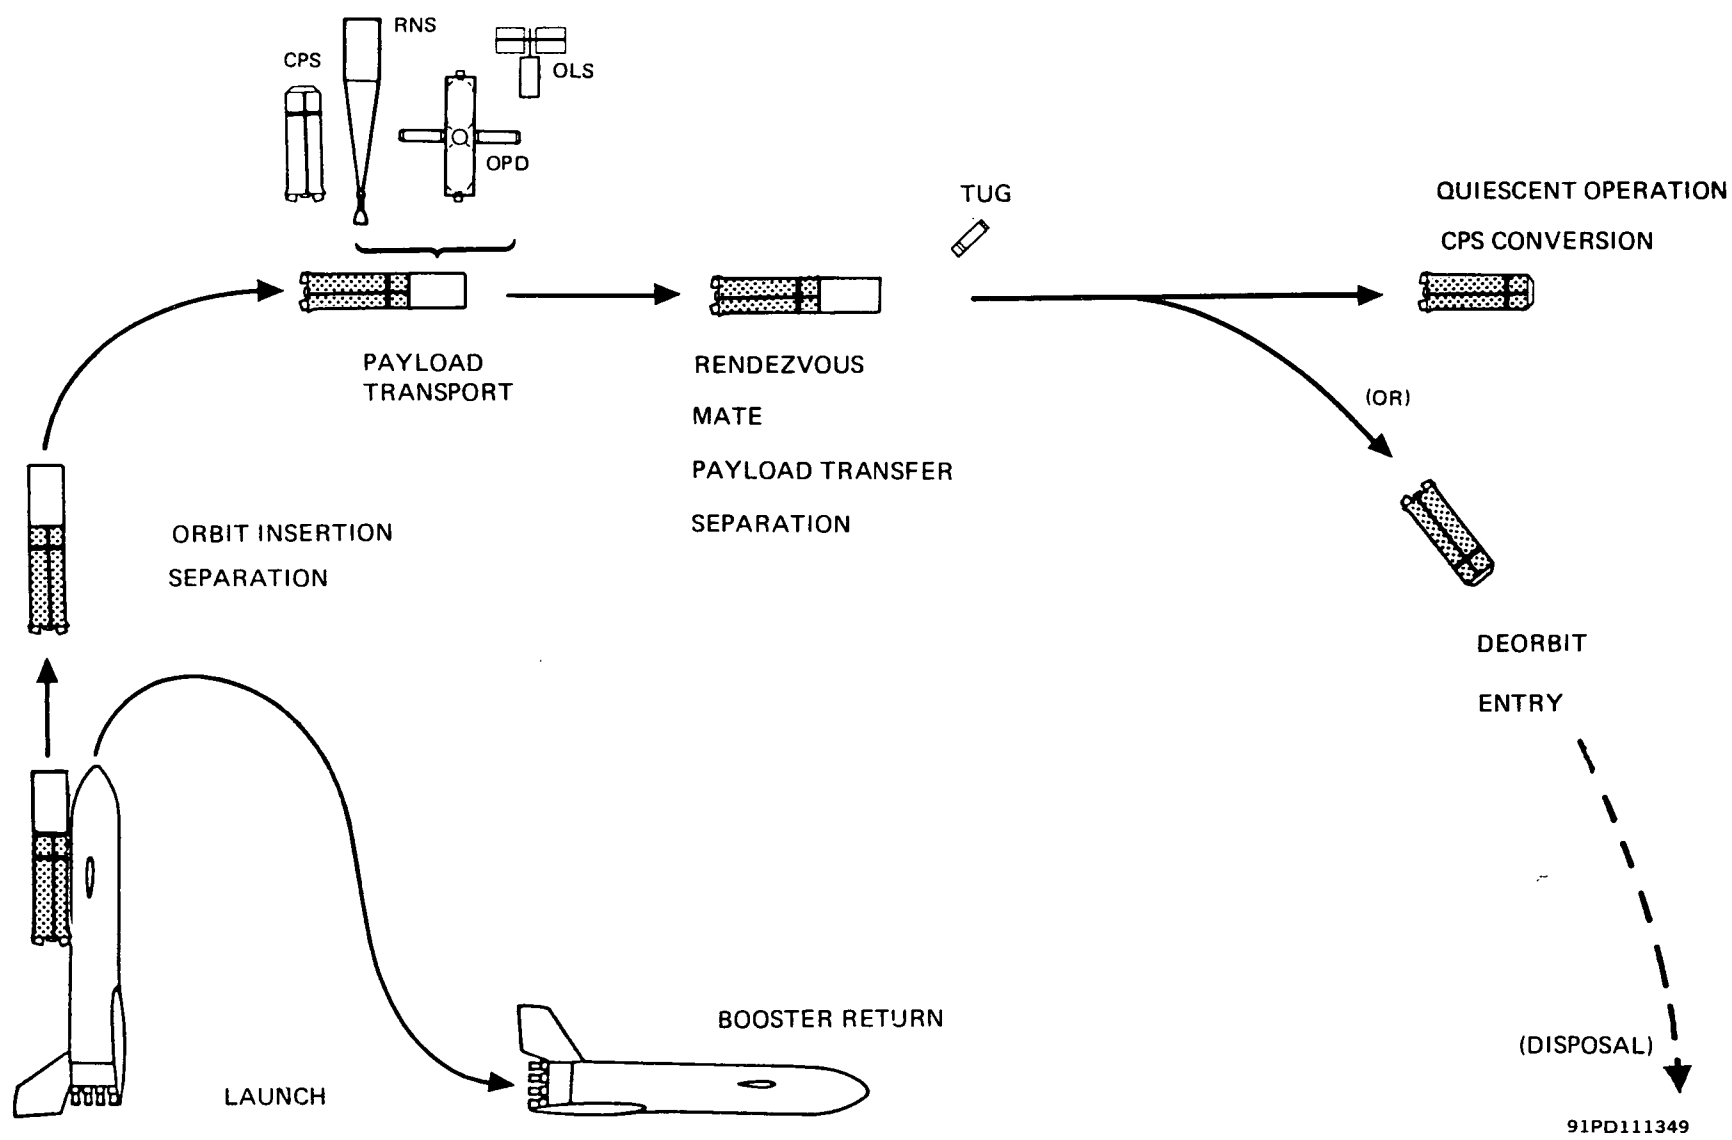 RNS
CPS
OLS
OPD
TUG
QUIESCENT OPERATION
CPS CONVERSION
PAYLOAD
TRANSPORT
RENDEZVOUS
MATE
PAYLOAD TRANSFER
SEPARATION
(OR)
ORBIT INSERTION
SEPARATION
DEORBIT
ENTRY
BOOSTER RETURN
(DISPOSAL)
LAUNCH
91PD111349